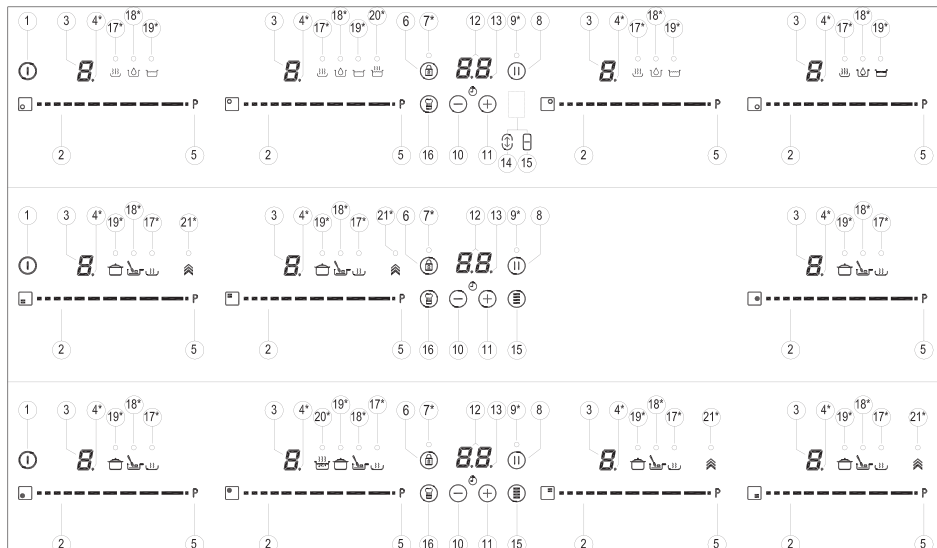 1 3 4* 17* 18* 19* 3 4* 17* 18* 19* 20* 6 7* 12 13 9* 8 3 4* 17* 18* 19* 3 4* 17* 18* 19*
8. 8. 8.8. 8. 8.
P P P P
2 5 2 5 16 10 11 14 15 2 5 2 5
1 3 4* 19* 18* 17* 21* 3 4* 19* 18* 17* 21* 6 7* 12 13 9* 8 3 4* 19* 18* 17*
8. 8. 8.8. 8.
P P P
2 5 2 5 16 10 11 15 2 5
1 3 4* 19* 18* 17* 3 4* 20* 19* 18* 17* 6 7* 12 13 9* 8 3 4* 19* 18* 17* 21* 3 4* 19* 18* 17* 21*
8. 8. 8.8. 8. 8.
P P P P
2 5 2 5 16 10 11 15 2 5 2 5